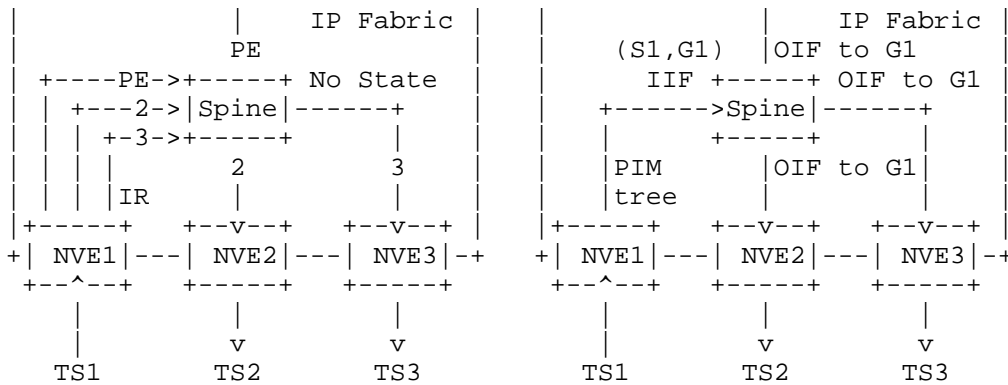 |                 |    IP Fabric  |    |                 |    IP Fabric |
|                PE               |    |     (S1,G1)     |OIF to G1     |
|  +----PE->+-----+ No State      |    |       IIF +-----+ OIF to G1    |
|  | +---2->|Spine|------+        |    |    +------>Spine|------+       |
|  | | +-3->+-----+      |        |    |    |      +-----+      |       |
|  | | |       2          3        |    |    |PIM      |OIF to G1|       |
|  | | |IR     |          |        |    |    |tree     |         |       |
|+-----+    +--v--+    +--v--+  |    |+-----+    +--v--+    +--v--+  |
+| NVE1|---| NVE2|---| NVE3|-+    +| NVE1|---| NVE2|---| NVE3|-+
+--^--+    +-----+    +-----+      +--^--+    +-----+    +-----+
|          |          |            |          |          |
|          v          v            |          v          v
TS1        TS2        TS3          TS1        TS2        TS3